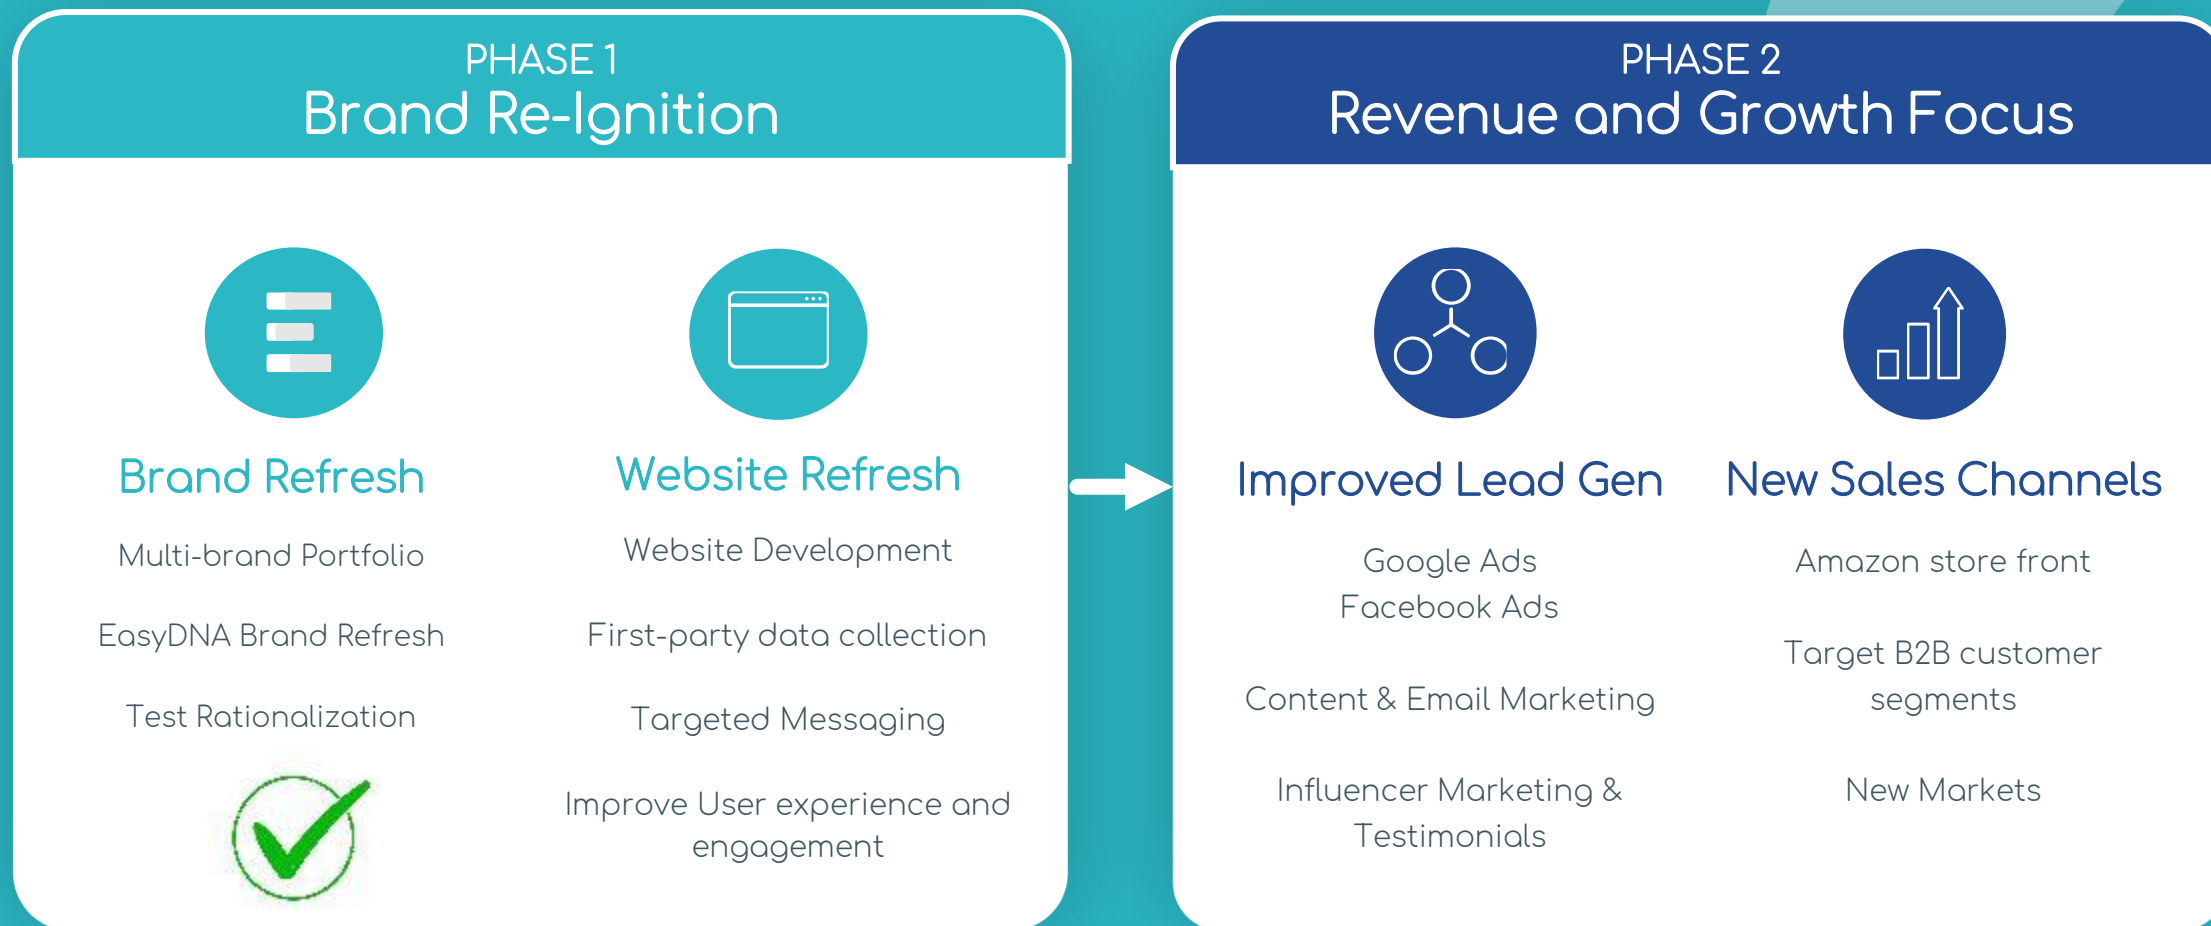 PHASE 1
Brand Re-Ignition
Brand Refresh
Multi-brand Portfolio
EasyDNA Brand Refresh
Test Rationalization
Website Refresh
Website Development
First-party data collection
Targeted Messaging
Improve User experience and
engagement
PHASE 2
Revenue and Growth Focus
Improved Lead Gen
Google Ads
Facebook Ads
Content & Email Marketing
Influencer Marketing &
Testimonials
New Sales Channels
Amazon store front
Target B2B customer
segments
New Markets